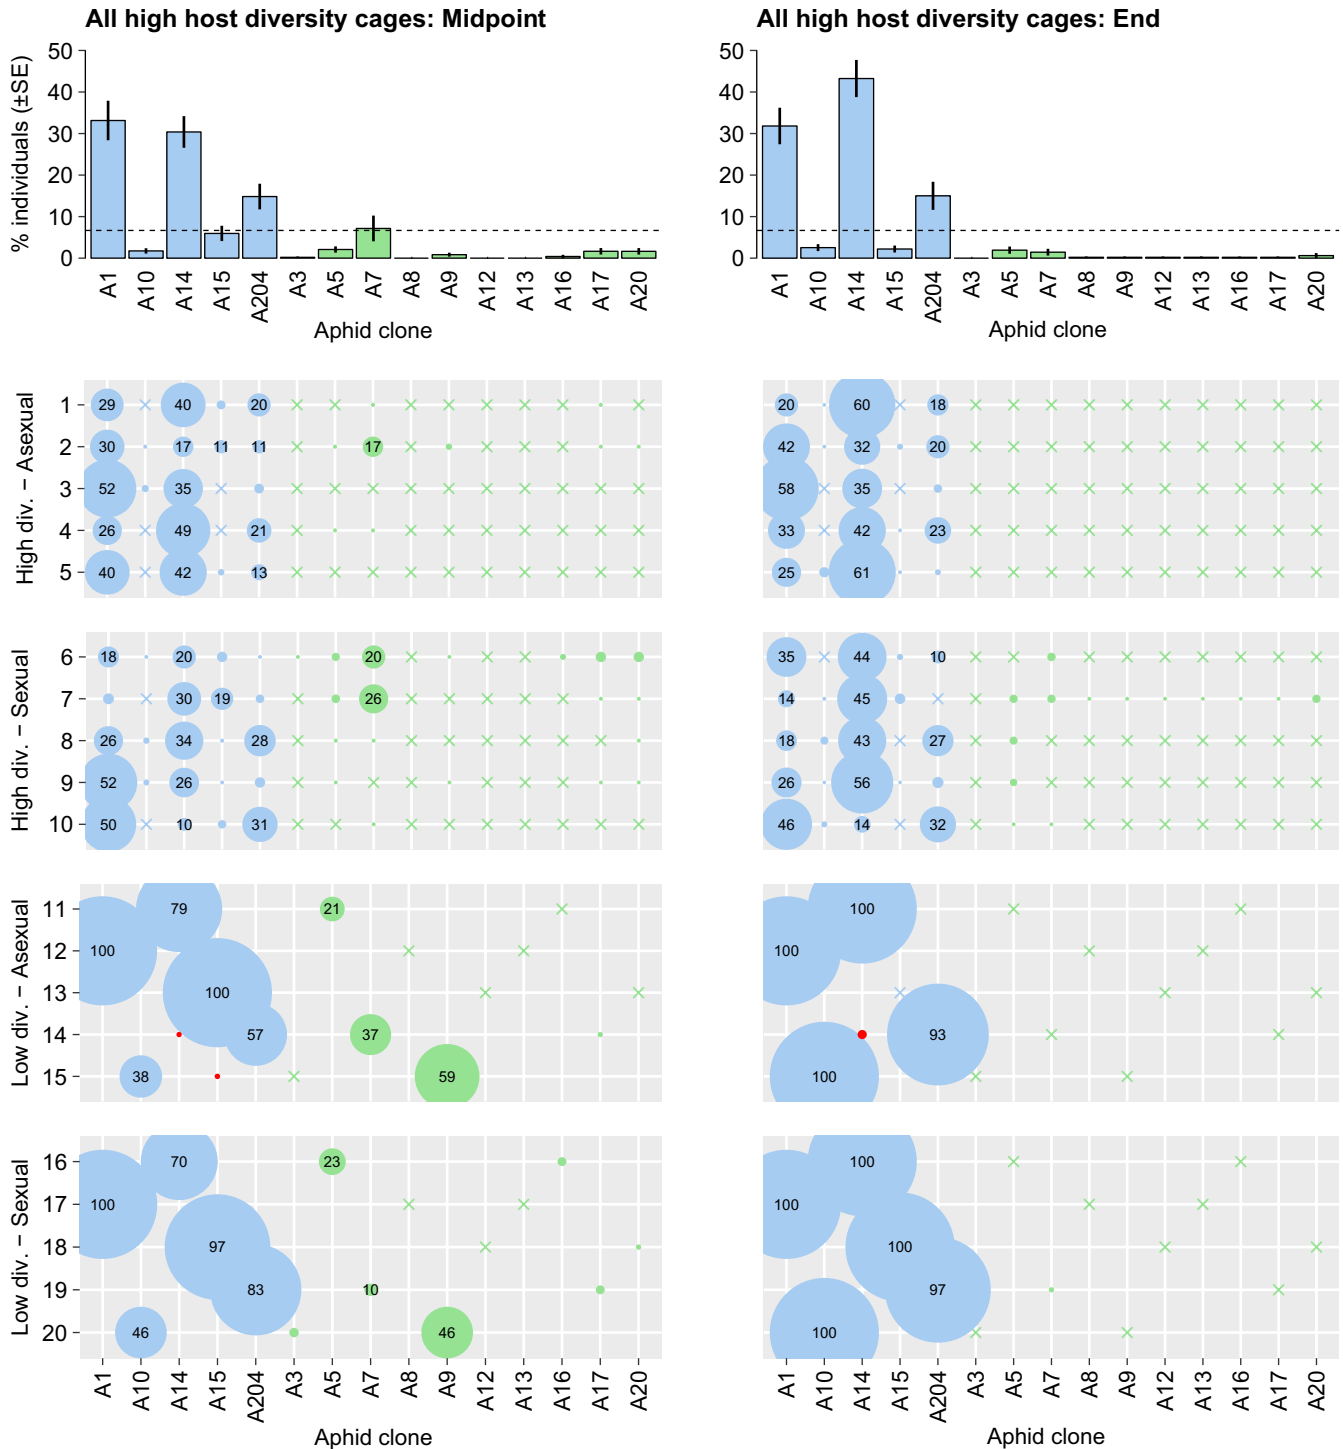 All high host diversity cages: Midpoint
50
40
30
20
10
0
% individuals (±SE)
A1 A10 A14 A15 A204 A3 A5 A7 A8 A9 A12 A13 A16 A17 A20
Aphid clone
All high host diversity cages: End
50
40
30
20
10
0
A1 A10 A14 A15 A204 A3 A5 A7 A8 A9 A12 A13 A16 A17 A20
Aphid clone
High div. – Asexual
1 29 40 20 20 60 18
2 30 17 11 11 17 42 32 20
3 52 35 58 35
4 26 49 21 33 42 23
5 40 42 13 25 61
High div. – Sexual
6 18 20 20 35 44 10
7 30 19 26 14 45
8 26 34 28 18 43 27
9 52 26 26 56
10 50 10 31 46 14 32
Low div. – Asexual
11 79 21 100
12 100 100
13 100
14 57 37 93
15 38 59 100
Low div. – Sexual
16 70 23 100
17 100 100
18 97 100
19 83 10 97
20 46 46 100
A1 A10 A14 A15 A204 A3 A5 A7 A8 A9 A12 A13 A16 A17 A20
Aphid clone
A1 A10 A14 A15 A204 A3 A5 A7 A8 A9 A12 A13 A16 A17 A20
Aphid clone